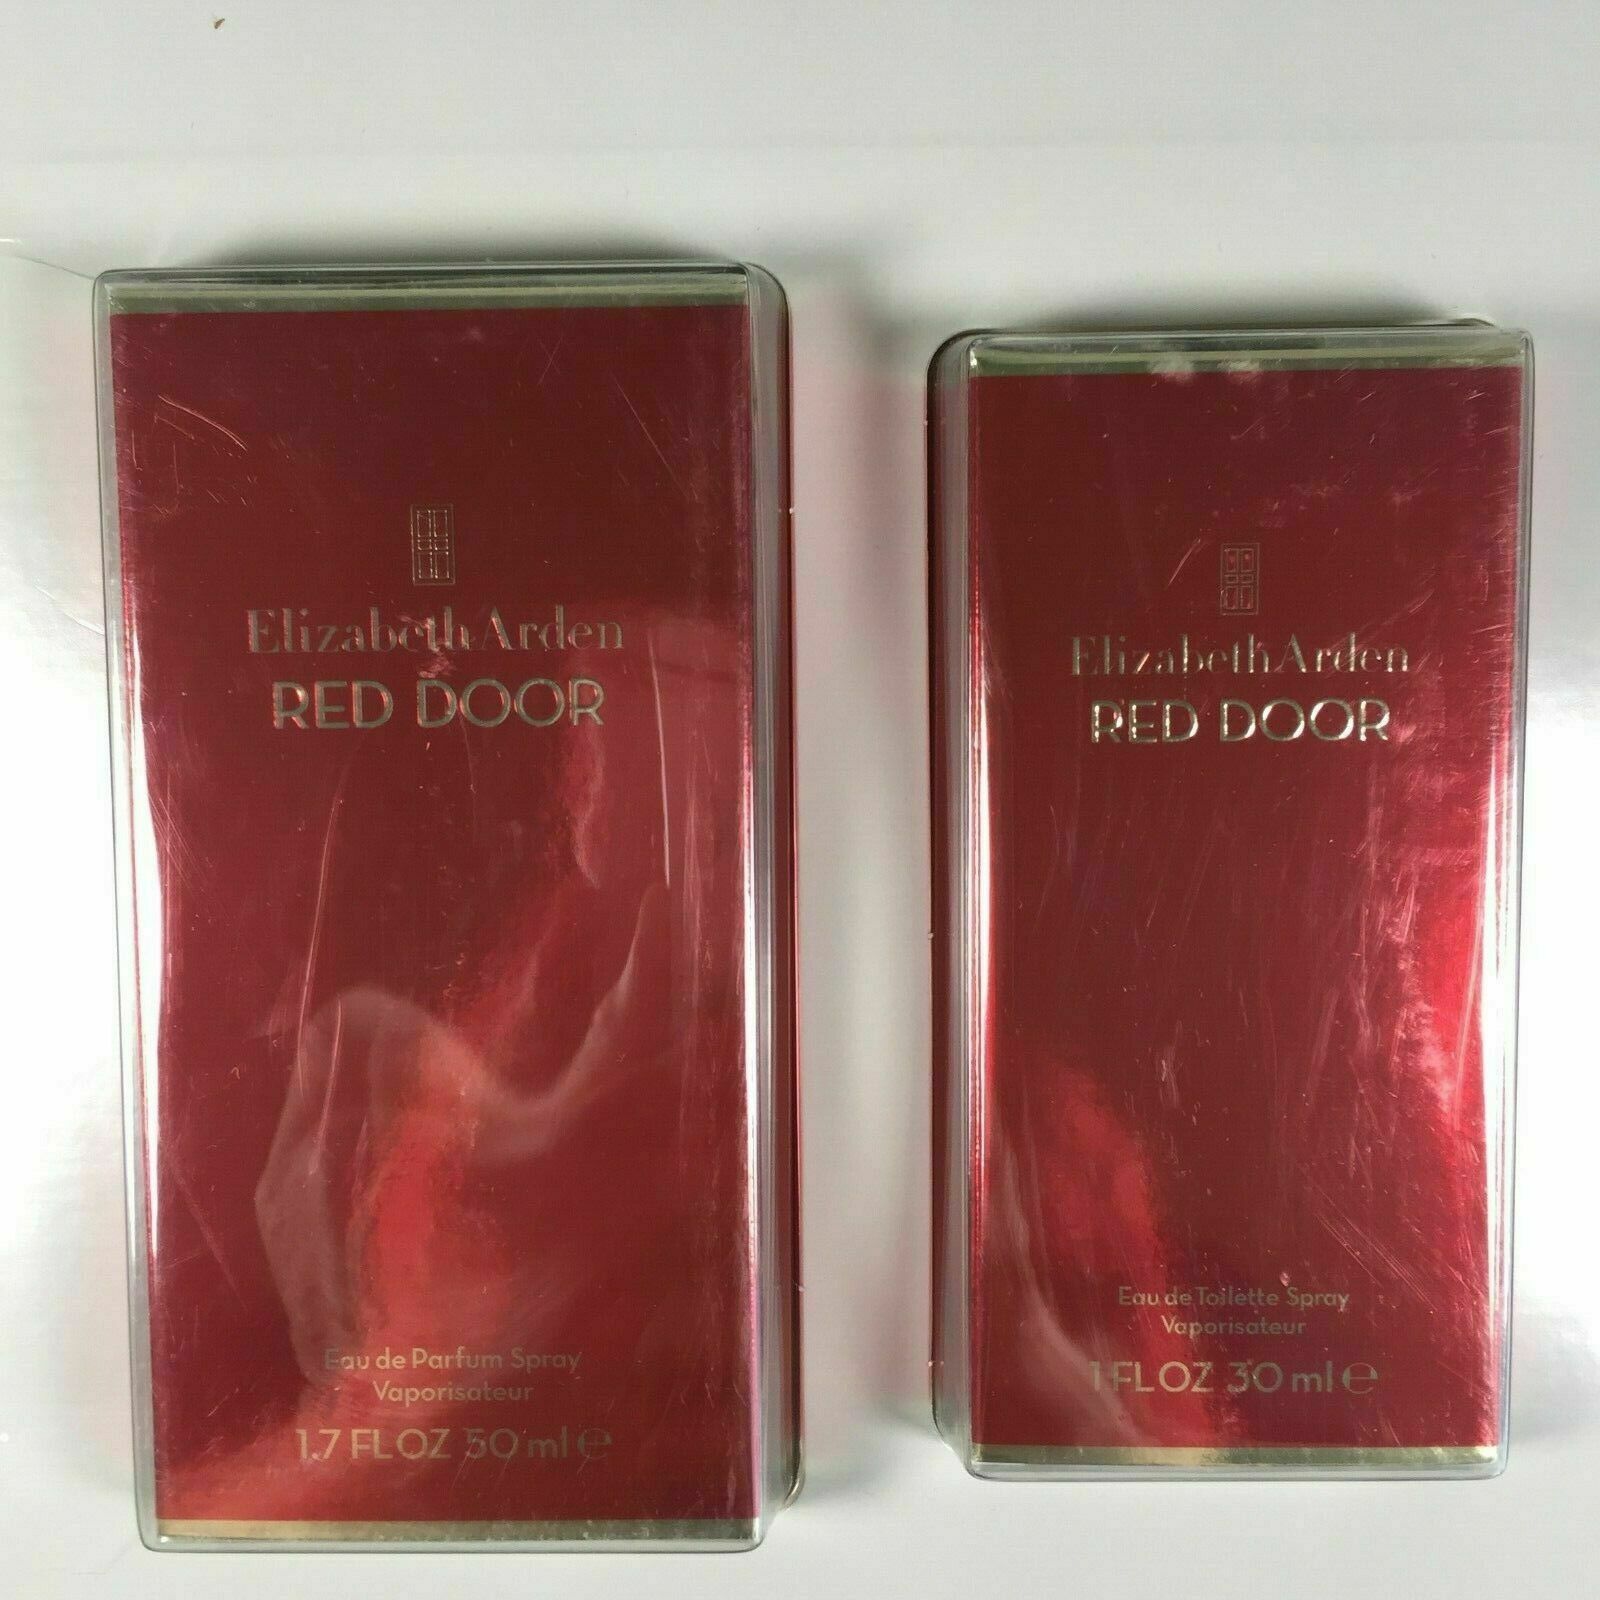 Elizabeth Arden
RED DOOR
Eau de Parfum Spray
Vaporisateur
1.7 FL OZ 50 ml ℮
Elizabeth Arden
RED DOOR
Eau de Toilette Spray
Vaporisateur
1 FL OZ 30 ml ℮